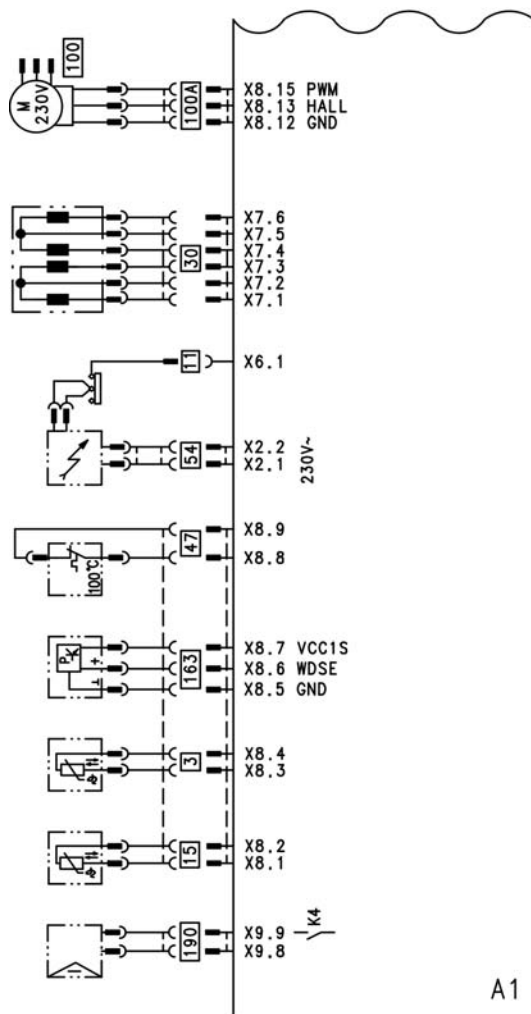 100
M
230V
100A
X8.15 PWM
X8.13 HALL
X8.12 GND
30
X7.6
X7.5
X7.4
X7.3
X7.2
X7.1
11
X6.1
54
X2.2
X2.1
230V~
47
X8.9
X8.8
100°C
P
K
+
⊥
163
X8.7 VCC1S
X8.6 WDSE
X8.5 GND
3
X8.4
X8.3
15
X8.2
X8.1
190
X9.9
X9.8
K4
A1